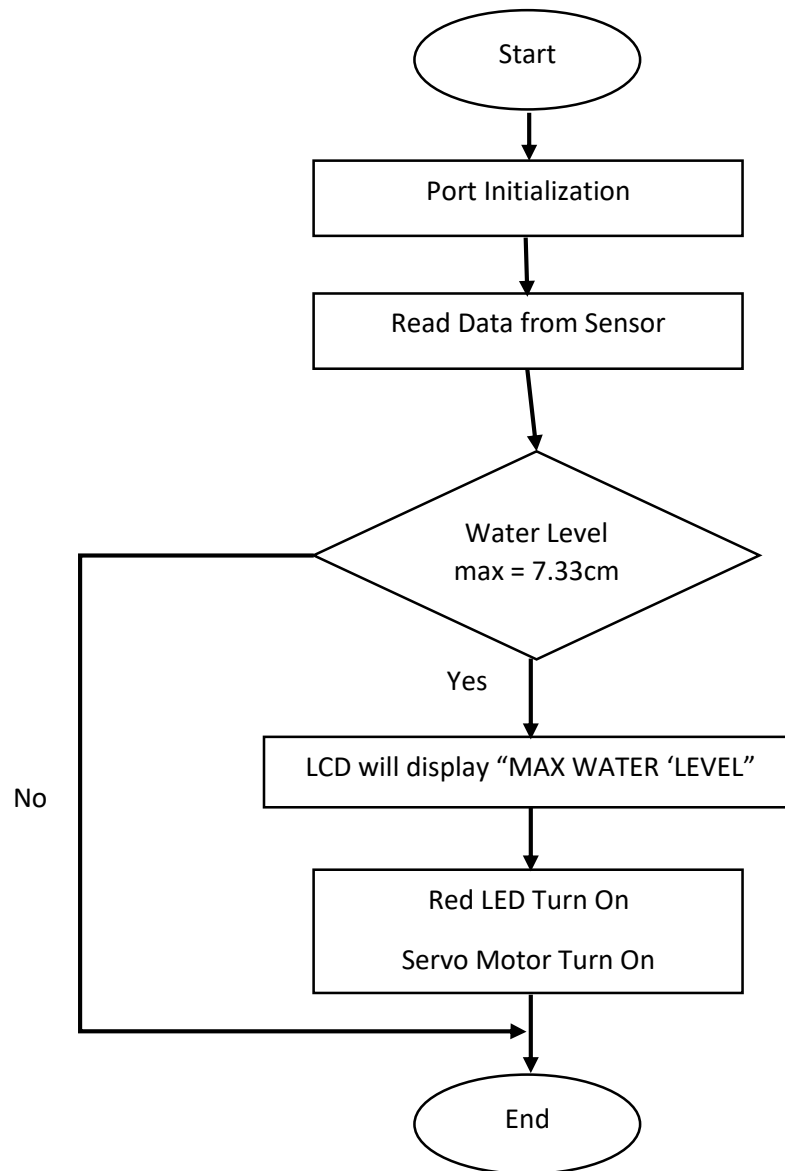 Start
Port Initialization
Read Data from Sensor
Water Level
max = 7.33cm
Yes
LCD will display “MAX WATER ‘LEVEL”
No
Red LED Turn On
Servo Motor Turn On
End